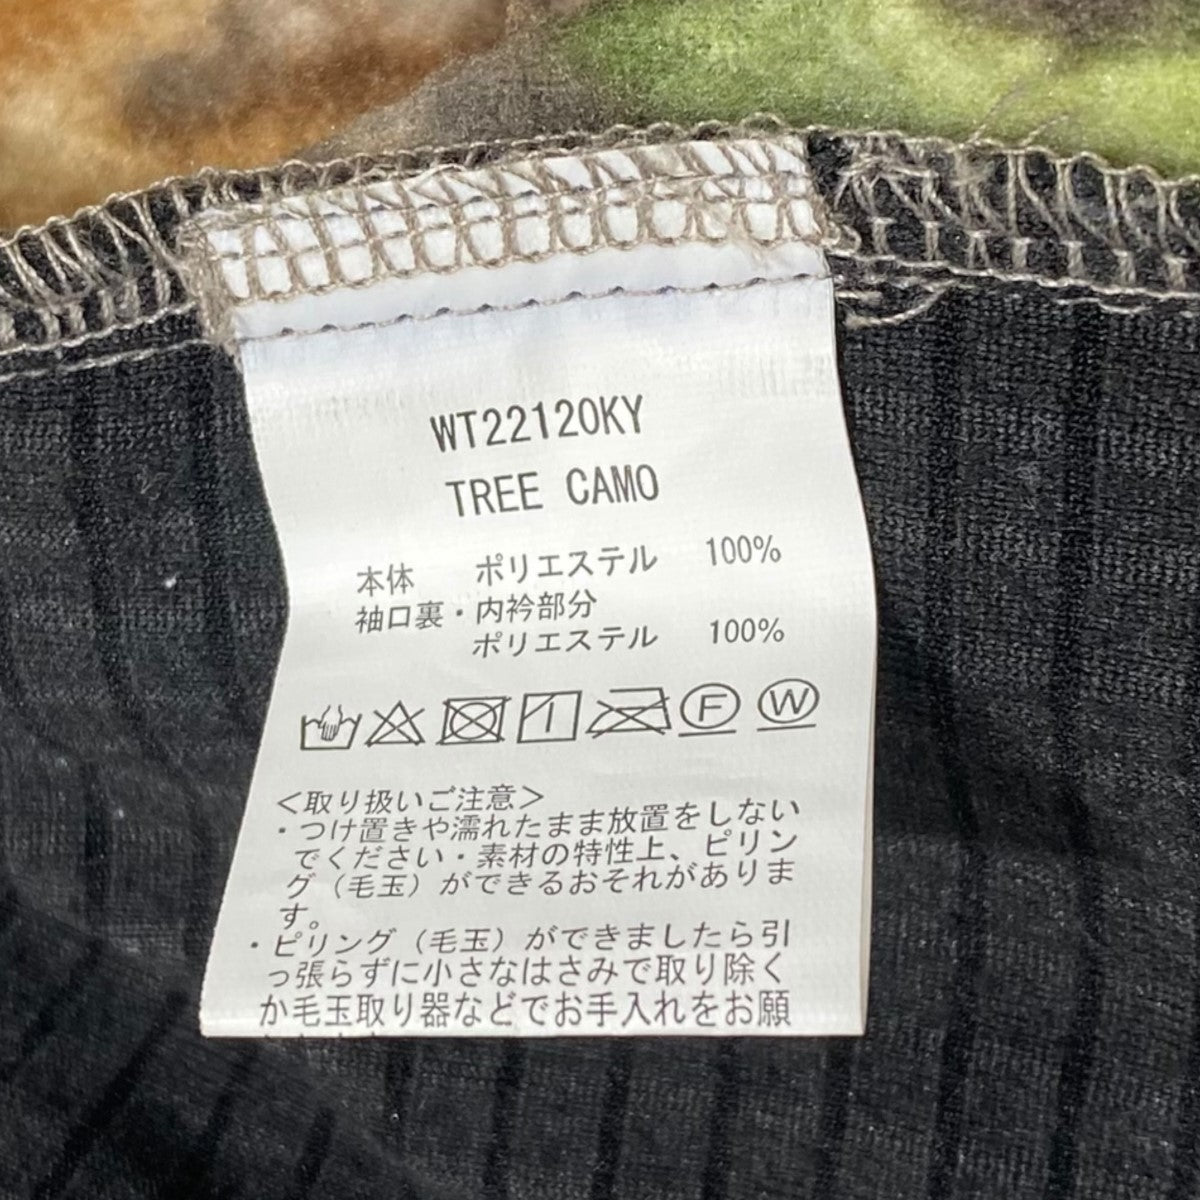 WT22120KY
TREE CAMO
本体 ポリエステル 100%
袖口裏・内衿部分
ポリエステル 100%
F W
＜取り扱いご注意＞
・つけ置きや濡れたまま放置をしない
でください・素材の特性上、ピリン
グ（毛玉）ができるおそれがありま
す。
・ピリング（毛玉）ができましたら引
っ張らずに小さなはさみで取り除く
か毛玉取り器などでお手入れをお願